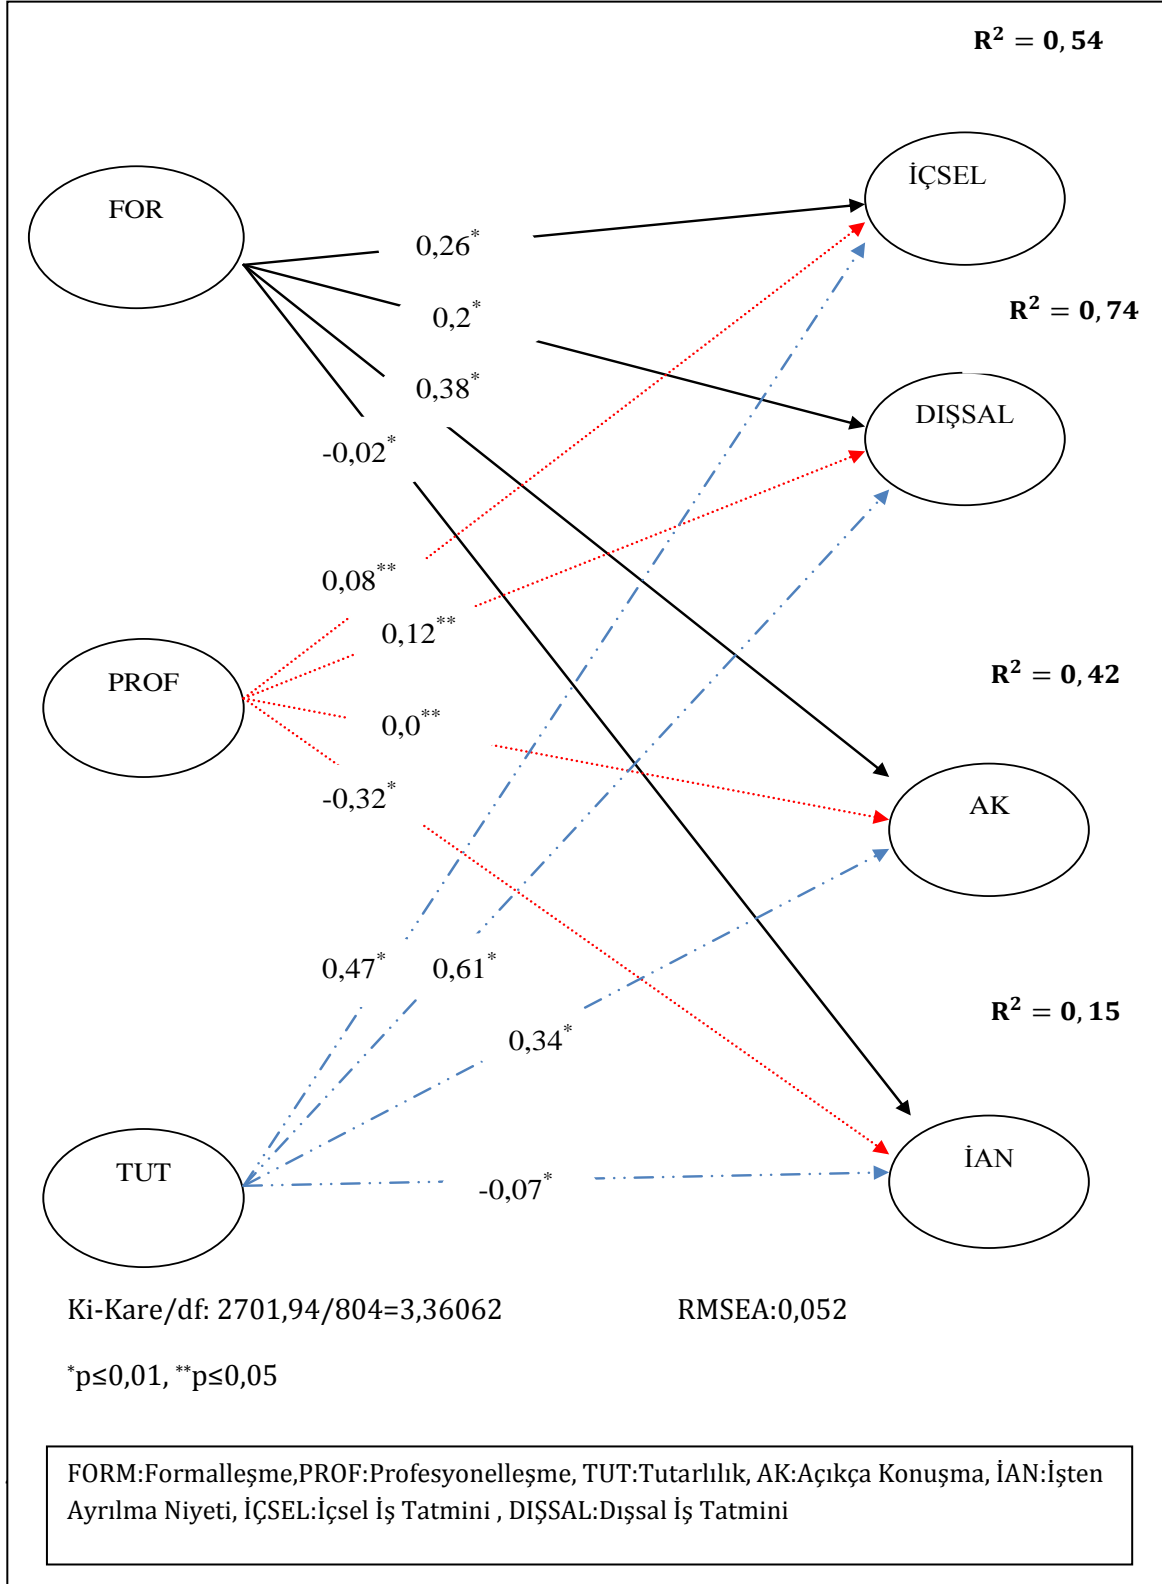 R² = 0,54
İÇSEL
FOR
0,26*
R² = 0,74
0,2*
0,38*
DIŞSAL
-0,02*
0,08**
0,12**
R² = 0,42
PROF
0,0**
-0,32*
AK
0,47* 0,61*
R² = 0,15
0,34*
İAN
TUT
-0,07*
Ki-Kare/df: 2701,94/804=3,36062 RMSEA:0,052
*p≤0,01, **p≤0,05
FORM:Formalleşme,PROF:Profesyonelleşme, TUT:Tutarlılık, AK:Açıkça Konuşma, İAN:İşten
Ayrılma Niyeti, İÇSEL:İçsel İş Tatmini , DIŞSAL:Dışsal İş Tatmini